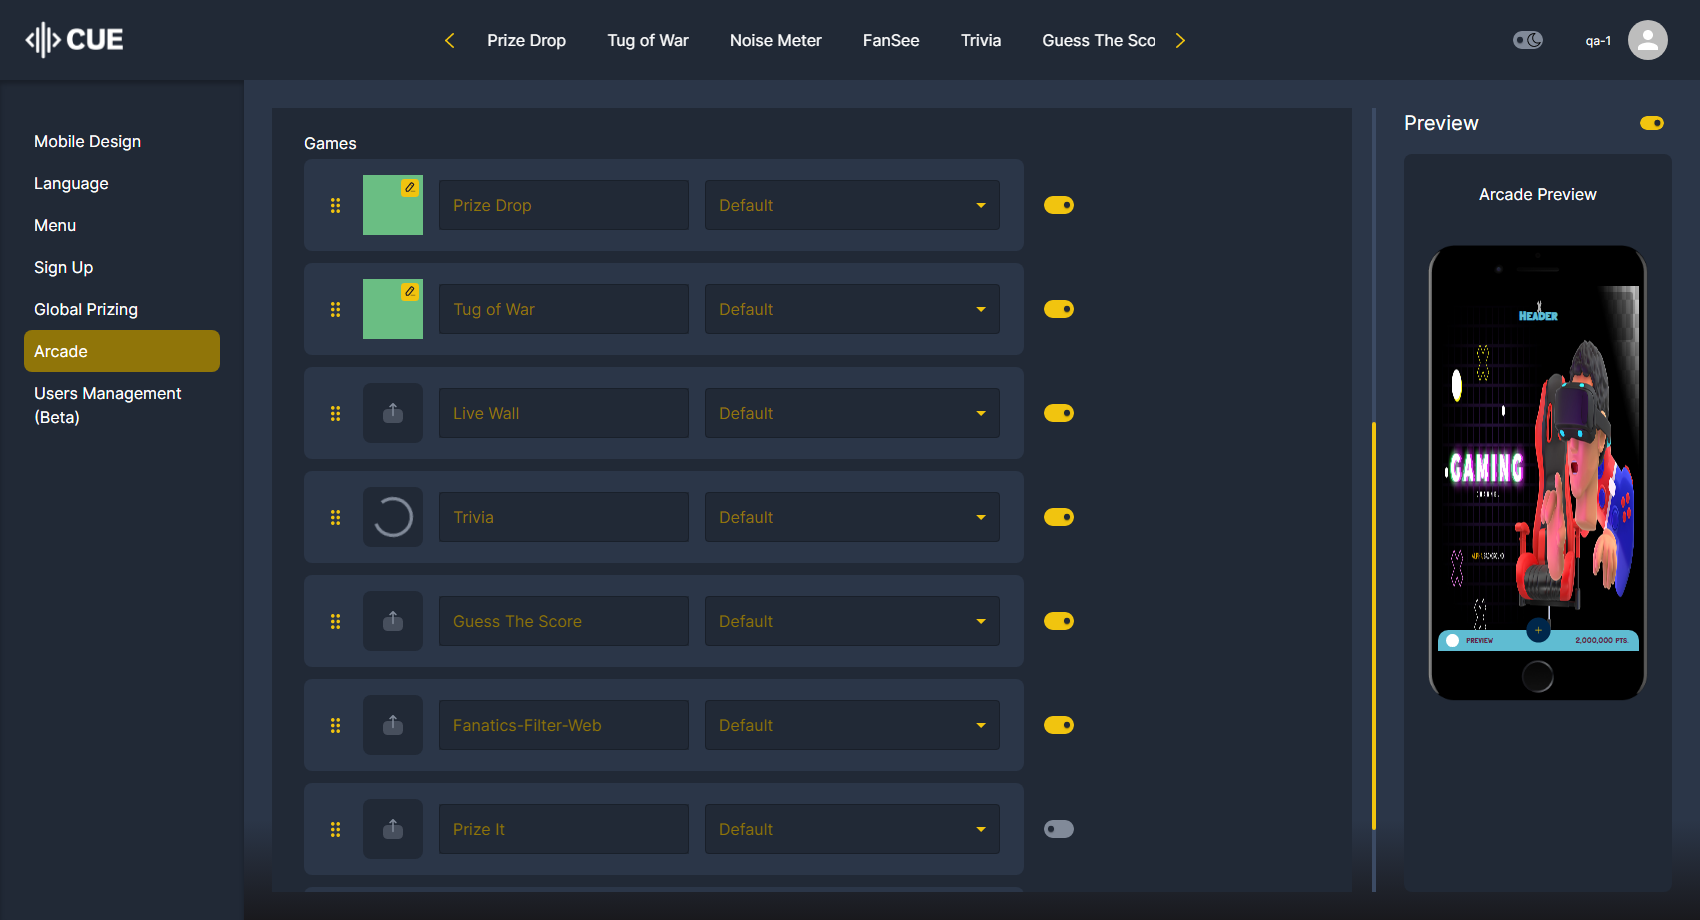 CUE
Prize Drop
Tug of War
Noise Meter
FanSee
Trivia
Guess The Sco
qa-1
Mobile Design
Language
Menu
Sign Up
Global Prizing
Arcade
Users Management
(Beta)
Games
Prize Drop
Default
Tug of War
Default
Live Wall
Default
Trivia
Default
Guess The Score
Default
Fanatics-Filter-Web
Default
Prize It
Default
Preview
Arcade Preview
HEADER
GAMING
CHANNEL
PREVIEW
2,000,000 PTS.